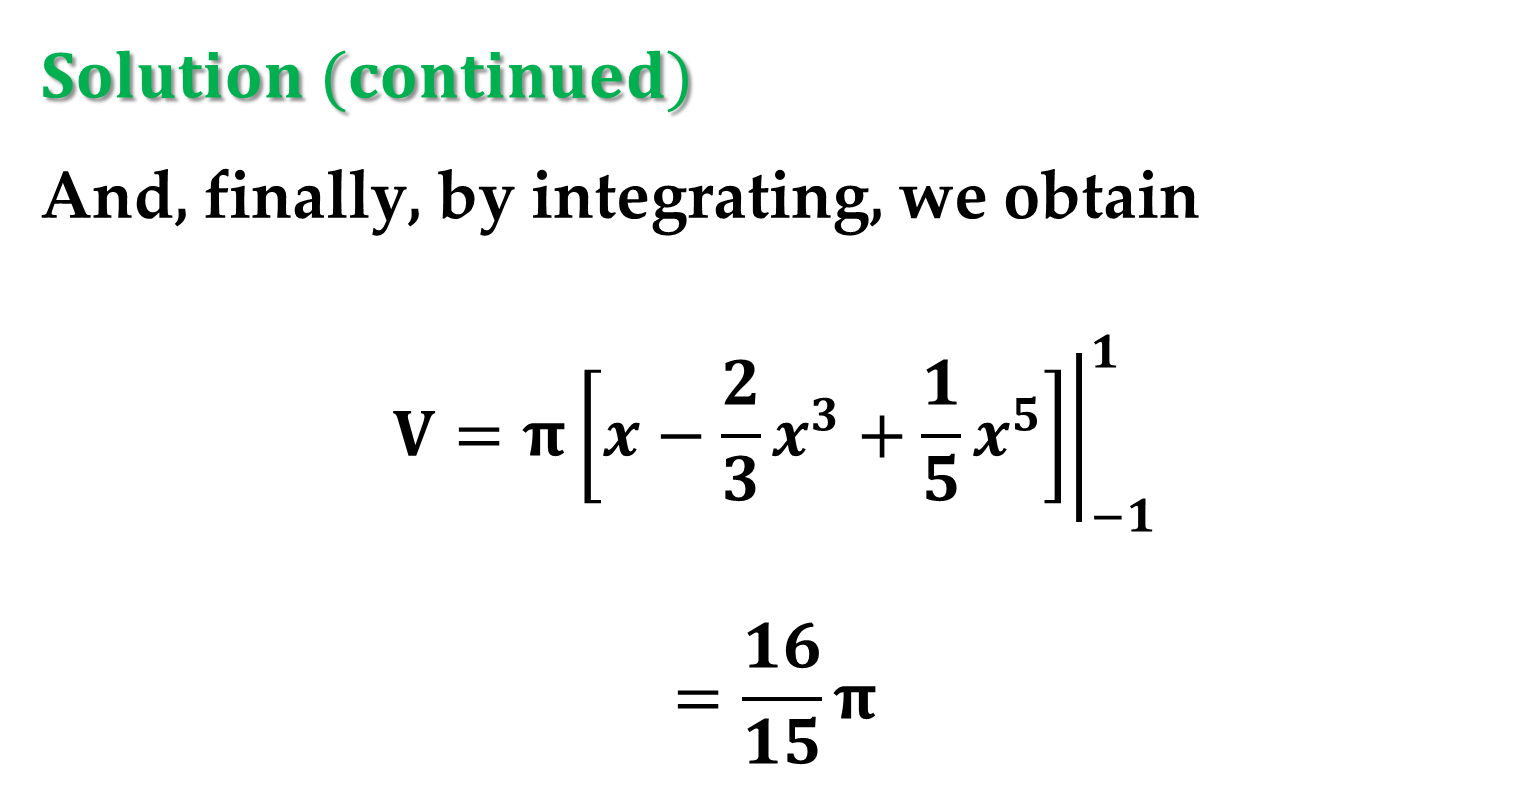 Solution (continued)
And, finally, by integrating, we obtain
V = π [x − 2/3 x³ + 1/5 x⁵] |₋₁¹
= 16/15 π